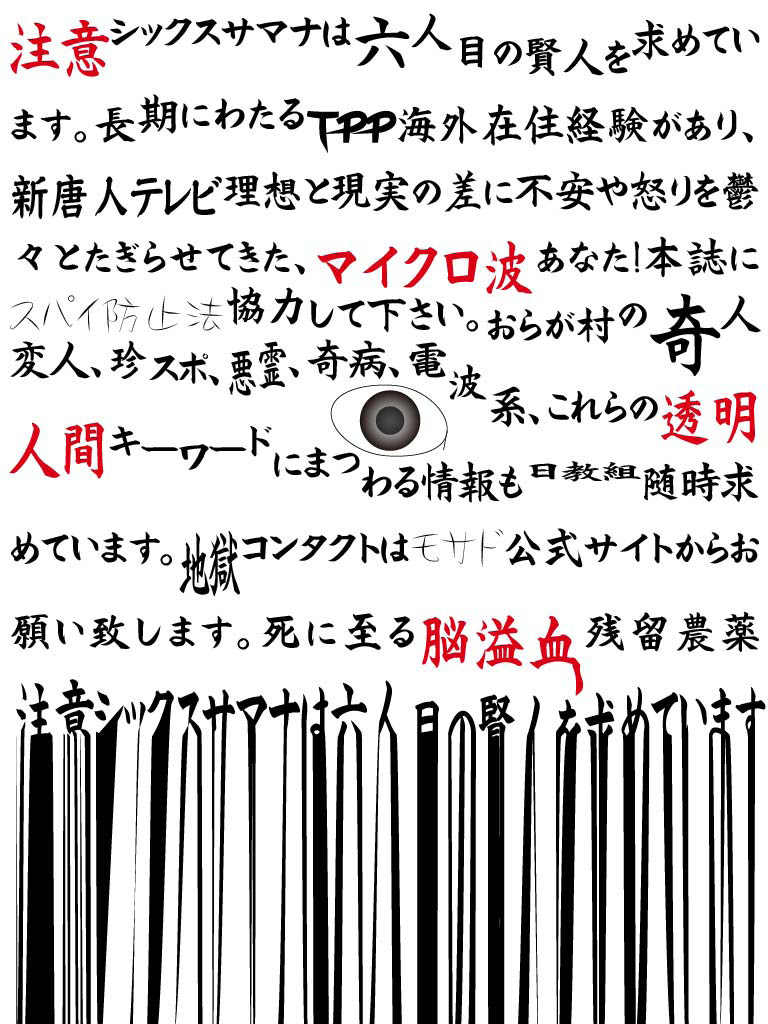 注意シックスサマナは六人目の賢人を求めてい
ます。長期にわたるTPP海外在住経験があり、
新唐人テレビ理想と現実の差に不安や怒りを鬱
々とたぎらせてきた、マイクロ波あなた!本誌に
スパイ防止法協力して下さい。おらが村の奇人
変人、珍スポ、悪霊、奇病、電波系、これらの透明
人間キーワードにまつわる情報も日教組随時求
めています。地獄コンタクトはモサド公式サイトからお
願い致します。死に至る脳溢血残留農薬
注意シックスサマナは六人目の賢人を求めています